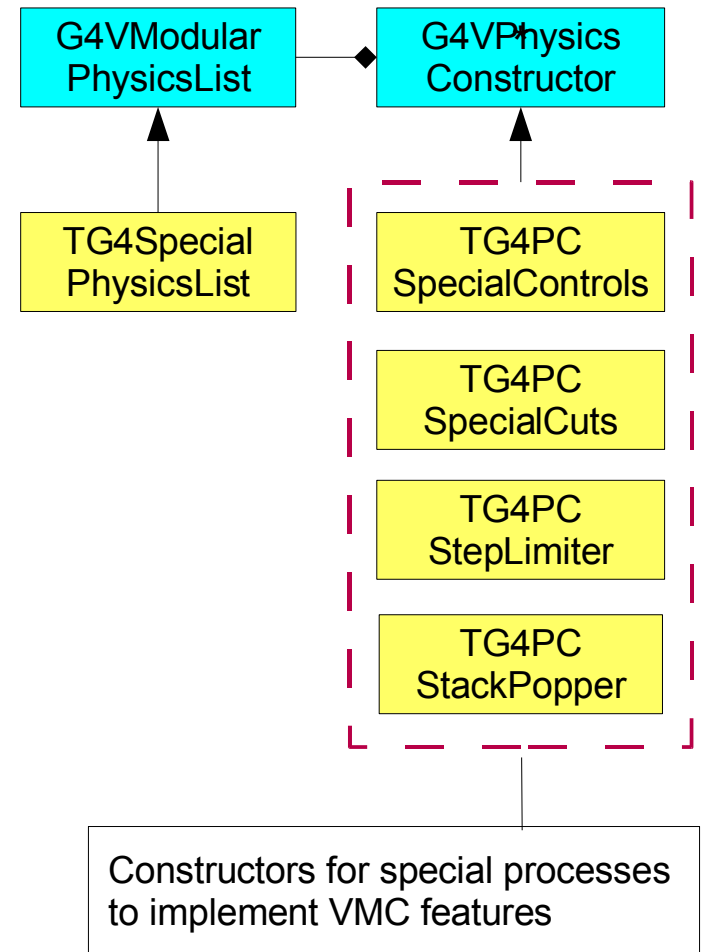 G4VModular
PhysicsList
G4VPhysics
Constructor
*
TG4Special
PhysicsList
TG4PC
SpecialControls
TG4PC
SpecialCuts
TG4PC
StepLimiter
TG4PC
StackPopper
Constructors for special processes
to implement VMC features